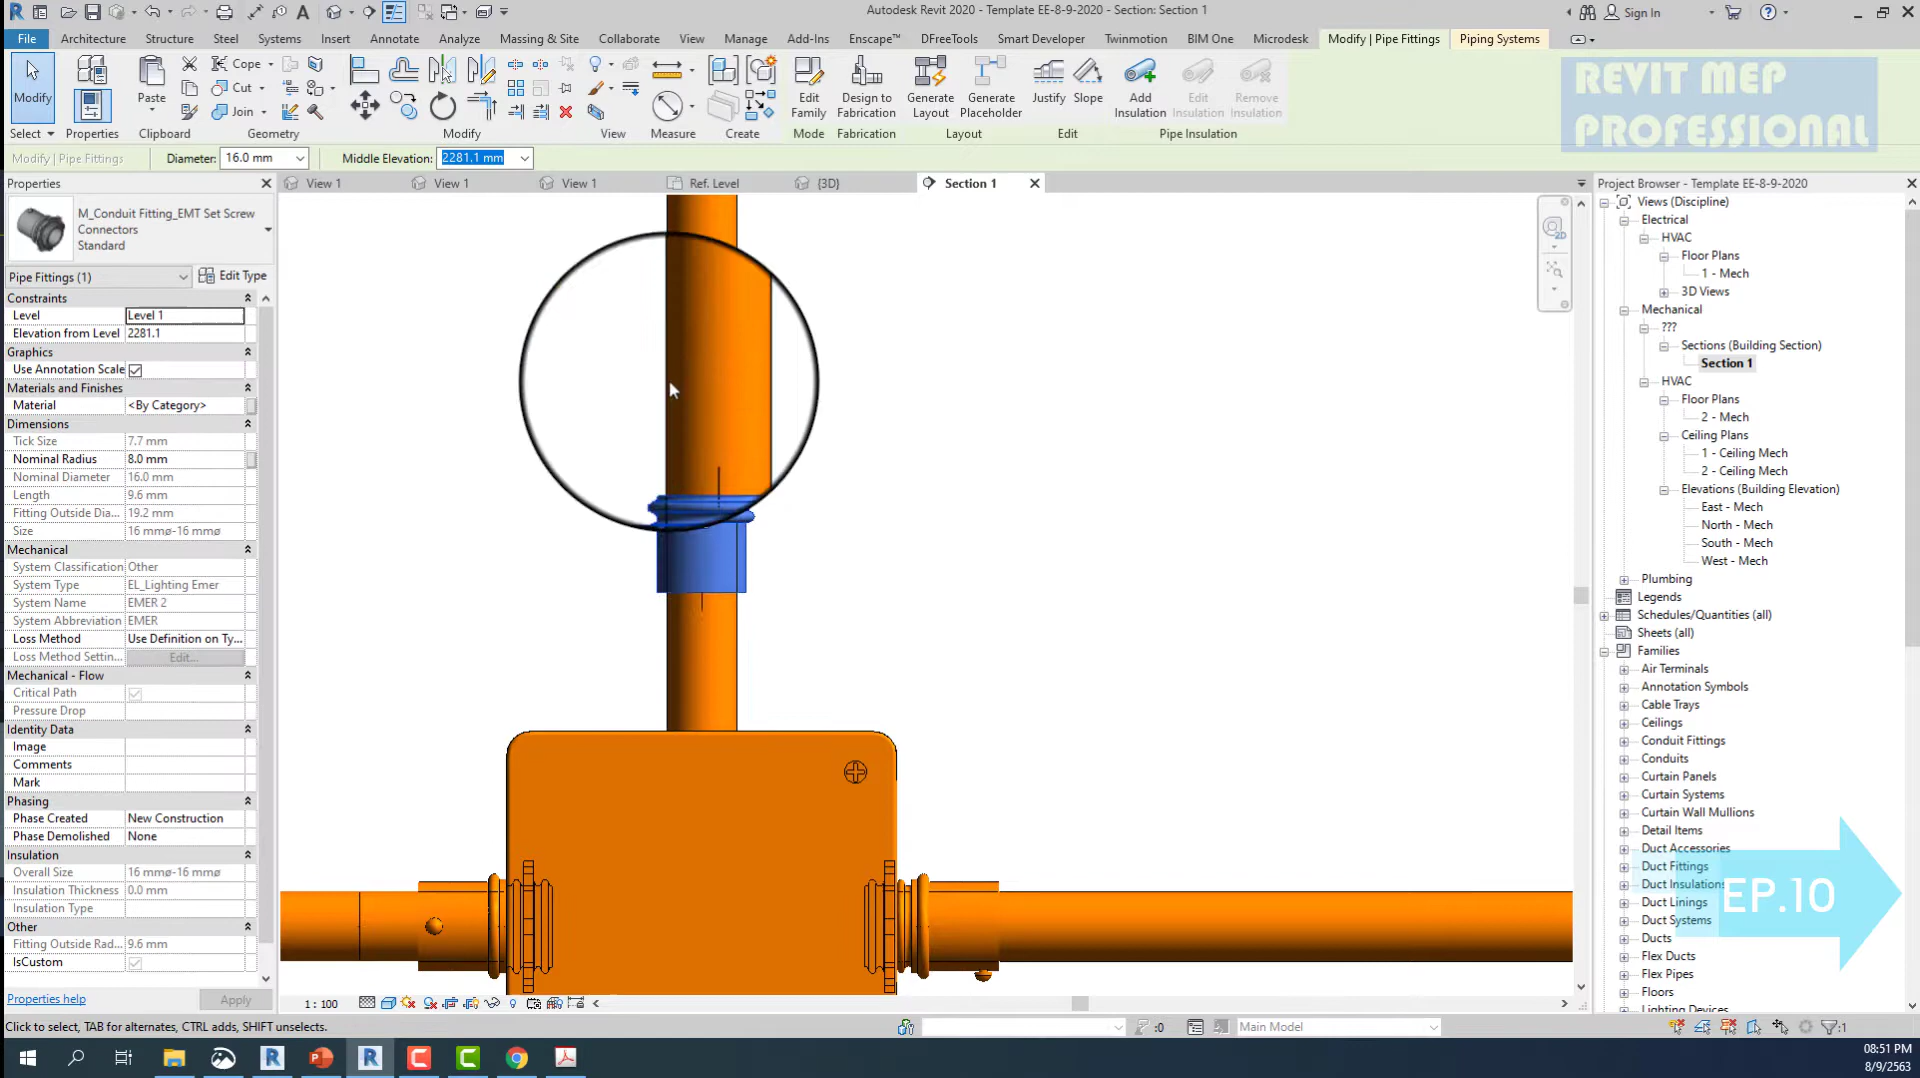 Autodesk Revit 2020 - Template EE-8-9-2020 - Section: Section 1
Sign In
File Architecture Structure Steel Systems Insert Annotate Analyze Massing & Site Collaborate View Manage Add-Ins Enscape™ DFreeTools Smart Developer Twinmotion BIM One Microdesk Modify | Pipe Fittings Piping Systems
Modify
Paste
Cope
Cut
Join
Edit Family
Design to Fabrication
Generate Layout
Generate Placeholder
Justify
Slope
Add Insulation
Edit Insulation
Remove Insulation
REVIT MEP
PROFESSIONAL
Select Properties Clipboard Geometry Modify View Measure Create Mode Fabrication Layout Edit Pipe Insulation
Modify | Pipe Fittings Diameter: 16.0 mm Middle Elevation: 2281.1 mm
Properties
View 1 View 1 View 1 Ref. Level {3D} Section 1
Project Browser - Template EE-8-9-2020
M_Conduit Fitting_EMT Set Screw
Connectors
Standard
Pipe Fittings (1) Edit Type
Constraints
Level Level 1
Elevation from Level 2281.1
Graphics
Use Annotation Scale
Materials and Finishes
Material <By Category>
Dimensions
Tick Size 7.7 mm
Nominal Radius 8.0 mm
Nominal Diameter 16.0 mm
Length 9.6 mm
Fitting Outside Dia... 19.2 mm
Size 16 mmø-16 mmø
Mechanical
System Classification Other
System Type EL_Lighting Emer
System Name EMER 2
System Abbreviation EMER
Loss Method Use Definition on Ty...
Loss Method Settin... Edit...
Mechanical - Flow
Critical Path
Pressure Drop
Identity Data
Image
Comments
Mark
Phasing
Phase Created New Construction
Phase Demolished None
Insulation
Overall Size 16 mmø-16 mmø
Insulation Thickness 0.0 mm
Insulation Type
Other
Fitting Outside Rad... 9.6 mm
IsCustom
Properties help Apply
2D
Views (Discipline)
Electrical
HVAC
Floor Plans
1 - Mech
3D Views
Mechanical
???
Sections (Building Section)
Section 1
HVAC
Floor Plans
2 - Mech
Ceiling Plans
1 - Ceiling Mech
2 - Ceiling Mech
Elevations (Building Elevation)
East - Mech
North - Mech
South - Mech
West - Mech
Plumbing
Legends
Schedules/Quantities (all)
Sheets (all)
Families
Air Terminals
Annotation Symbols
Cable Trays
Ceilings
Conduit Fittings
Conduits
Curtain Panels
Curtain Systems
Curtain Wall Mullions
Detail Items
Duct Accessories
Duct Fittings
Duct Insulations
Duct Linings
Duct Systems
Ducts
Flex Ducts
Flex Pipes
Floors
Lighting Devices
EP.10
1 : 100
Click to select, TAB for alternates, CTRL adds, SHIFT unselects.
:0
Main Model
:1
08:51 PM
8/9/2563